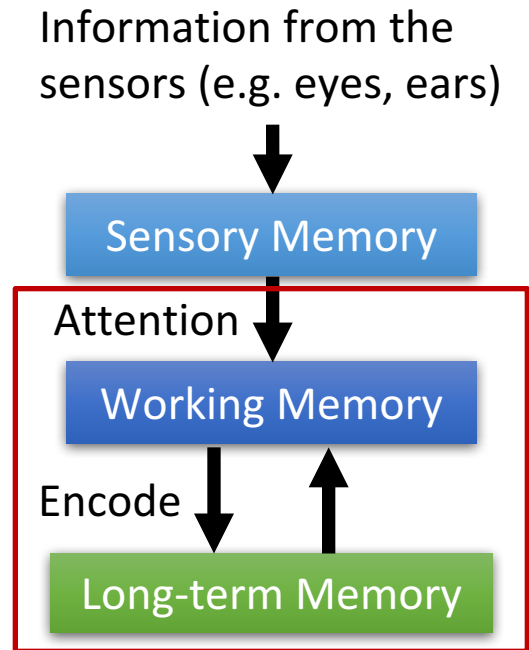 Information from the
sensors (e.g. eyes, ears)
Sensory Memory
Attention
Working Memory
Encode
Long-term Memory